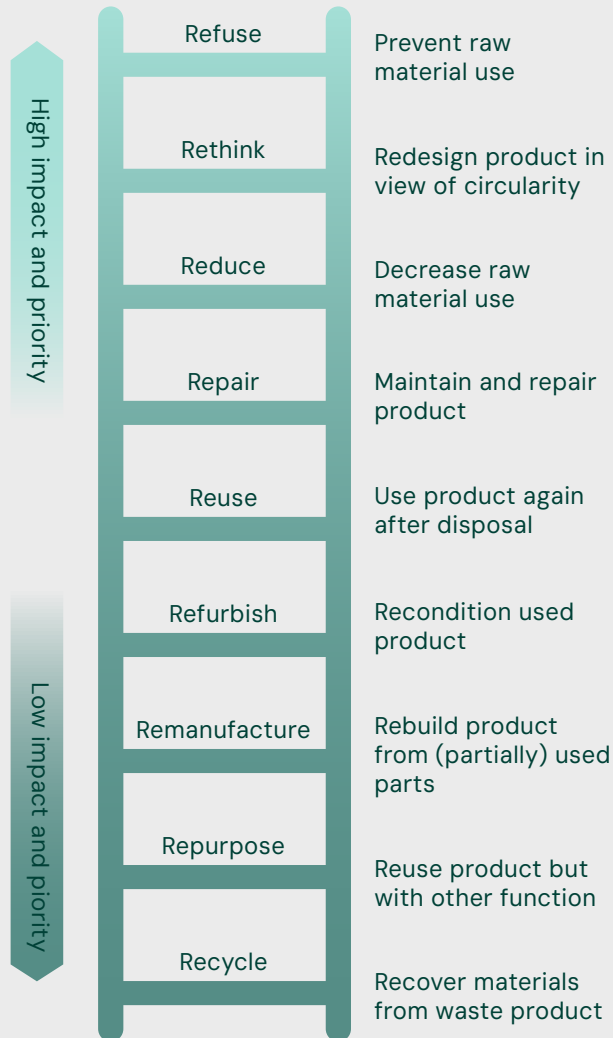 High impact and priority
Refuse
Prevent raw
material use
Rethink
Redesign product in
view of circularity
Reduce
Decrease raw
material use
Repair
Maintain and repair
product
Reuse
Use product again
after disposal
Refurbish
Recondition used
product
Low impact and piority
Remanufacture
Rebuild product
from (partially) used
parts
Repurpose
Reuse product but
with other function
Recycle
Recover materials
from waste product